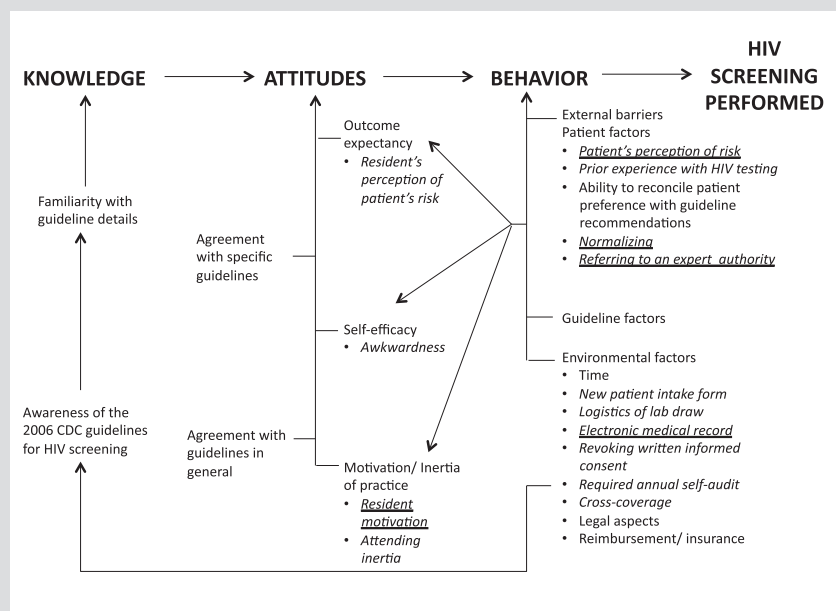 KNOWLEDGE
ATTITUDES
BEHAVIOR
HIV
SCREENING
PERFORMED
Familiarity with
guideline details
Awareness of the
2006 CDC guidelines
for HIV screening
Agreement
with specific
guidelines
Agreement with
guidelines in
general
Outcome
expectancy
• Resident's
perception of
patient's risk
Self-efficacy
• Awkwardness
Motivation/ Inertia
of practice
• Resident
motivation
• Attending
inertia
External barriers
Patient factors
• Patient's perception of risk
• Prior experience with HIV testing
• Ability to reconcile patient
preference with guideline
recommendations
• Normalizing
• Referring to an expert authority
Guideline factors
Environmental factors
• Time
• New patient intake form
• Logistics of lab draw
• Electronic medical record
• Revoking written informed
consent
• Required annual self-audit
• Cross-coverage
• Legal aspects
• Reimbursement/ insurance